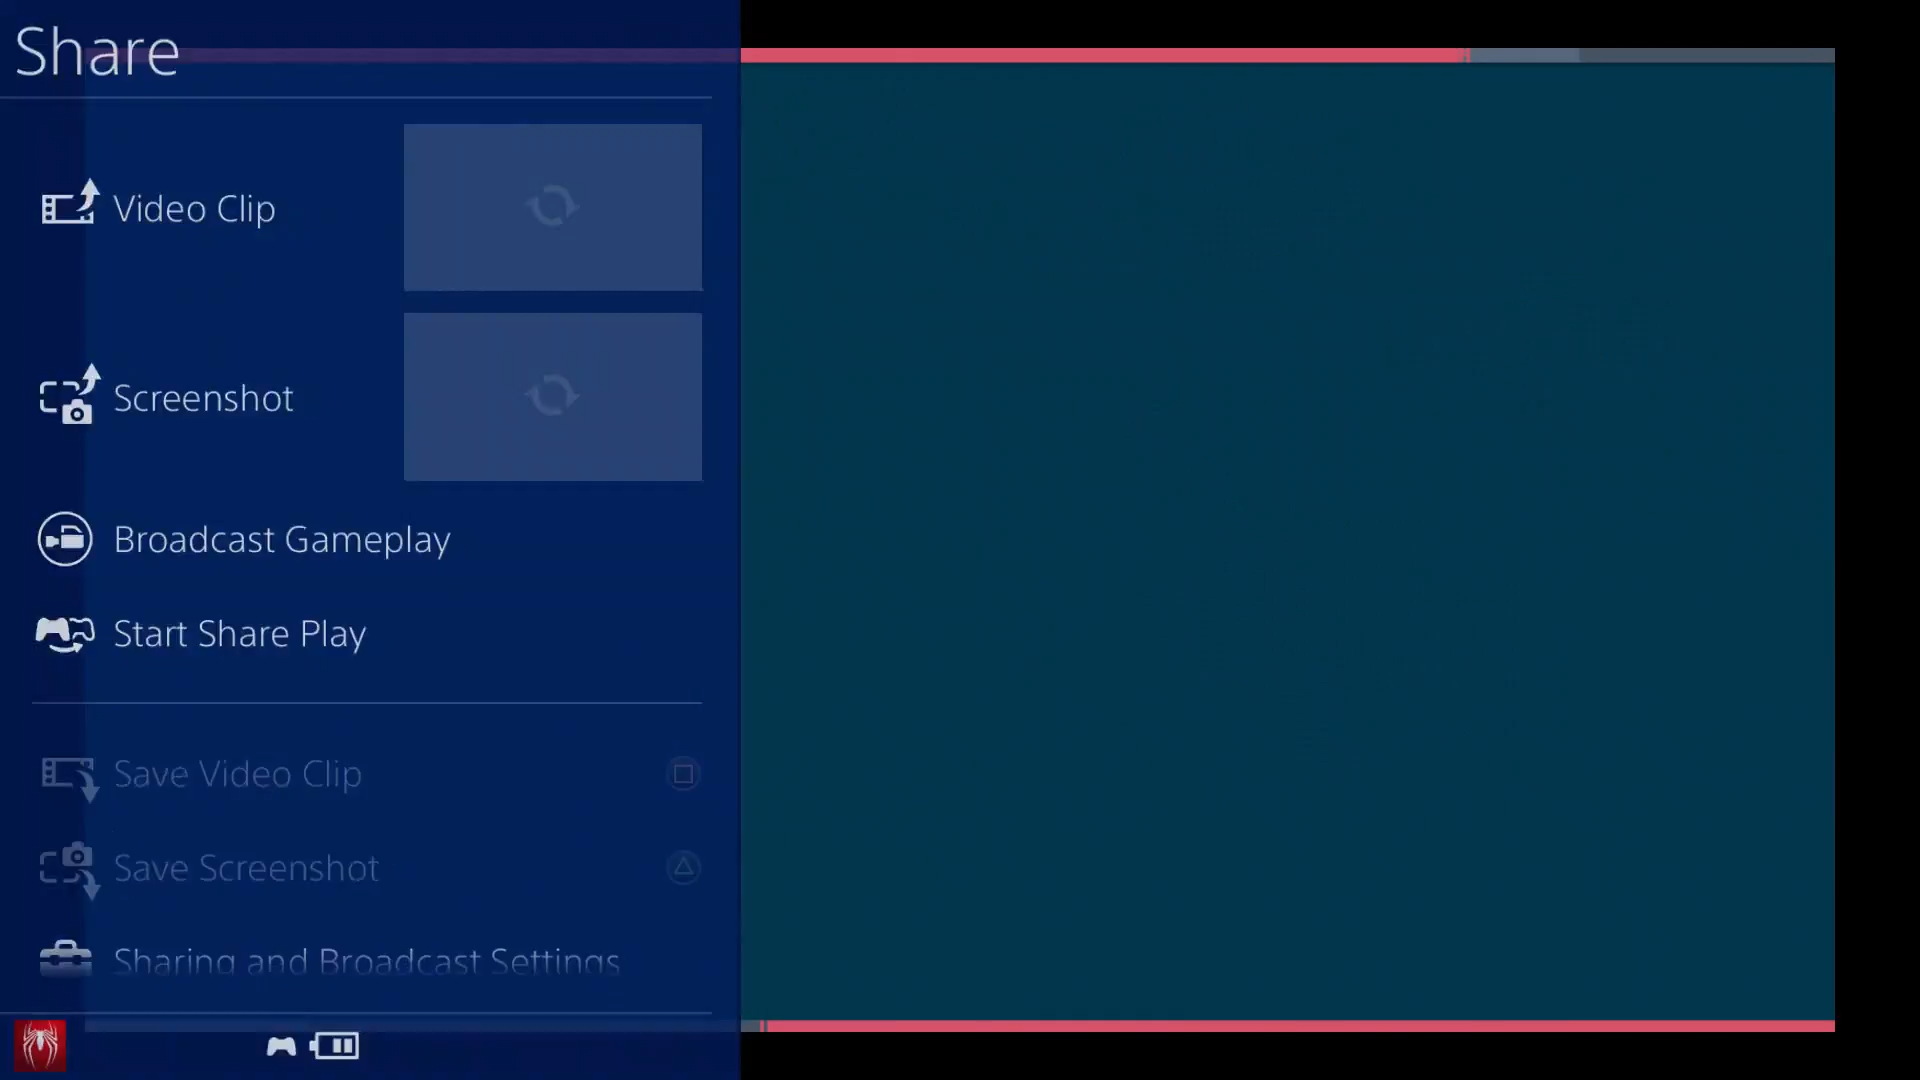 Share
Video Clip
Screenshot
Broadcast Gameplay
Start Share Play
Save Video Clip
Save Screenshot
Sharing and Broadcast Settings